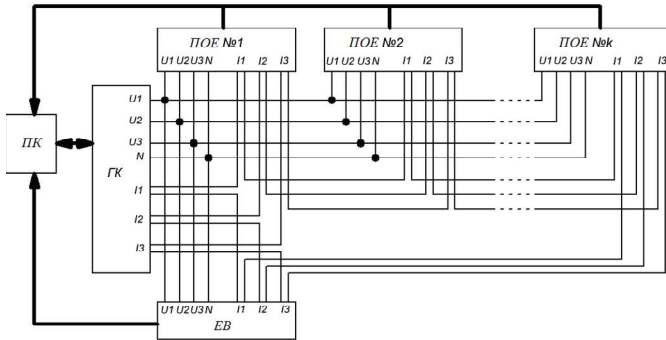 ПОЕ №1
U1 U2 U3 N I1 I2 I3
ПОЕ №2
U1 U2 U3 N I1 I2 I3
ПОЕ №k
U1 U2 U3 N I1 I2 I3
ПК
ГК
U1
U2
U3
N
I1
I2
I3
U1 U2 U3 N I1 I2 I3
ЕВ